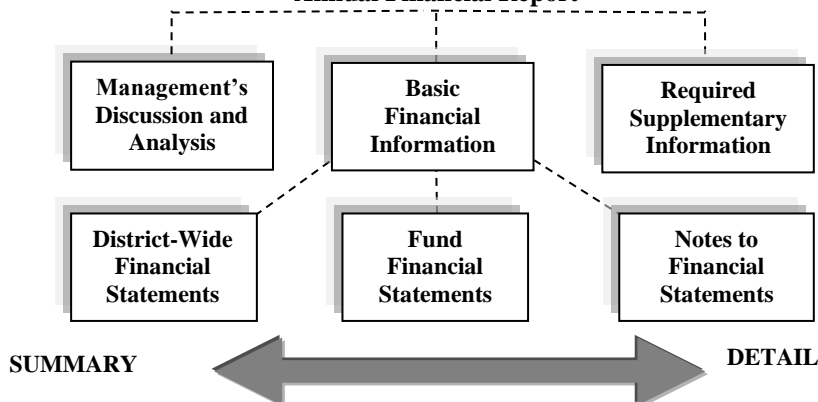 Annual Financial Report
Management's
Discussion and
Analysis
Basic
Financial
Information
Required
Supplementary
Information
District-Wide
Financial
Statements
Fund
Financial
Statements
Notes to
Financial
Statements
SUMMARY
DETAIL